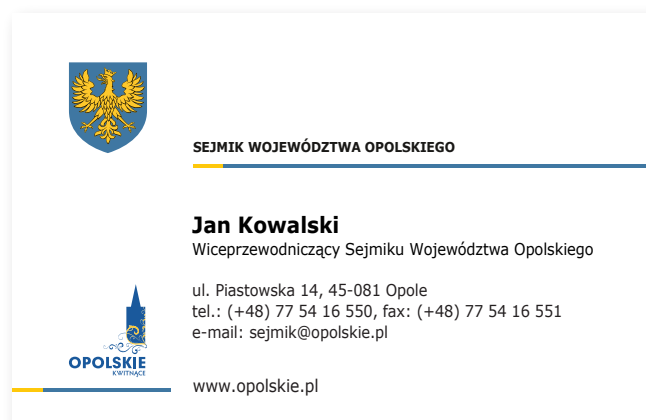 SEJMIK WOJEWÓDZTWA OPOLSKIEGO
Jan Kowalski
Wiceprzewodniczący Sejmiku Województwa Opolskiego
ul. Piastowska 14, 45-081 Opole
tel.: (+48) 77 54 16 550, fax: (+48) 77 54 16 551
e-mail: sejmik@opolskie.pl
OPOLSKIE
KWITNĄCE
www.opolskie.pl